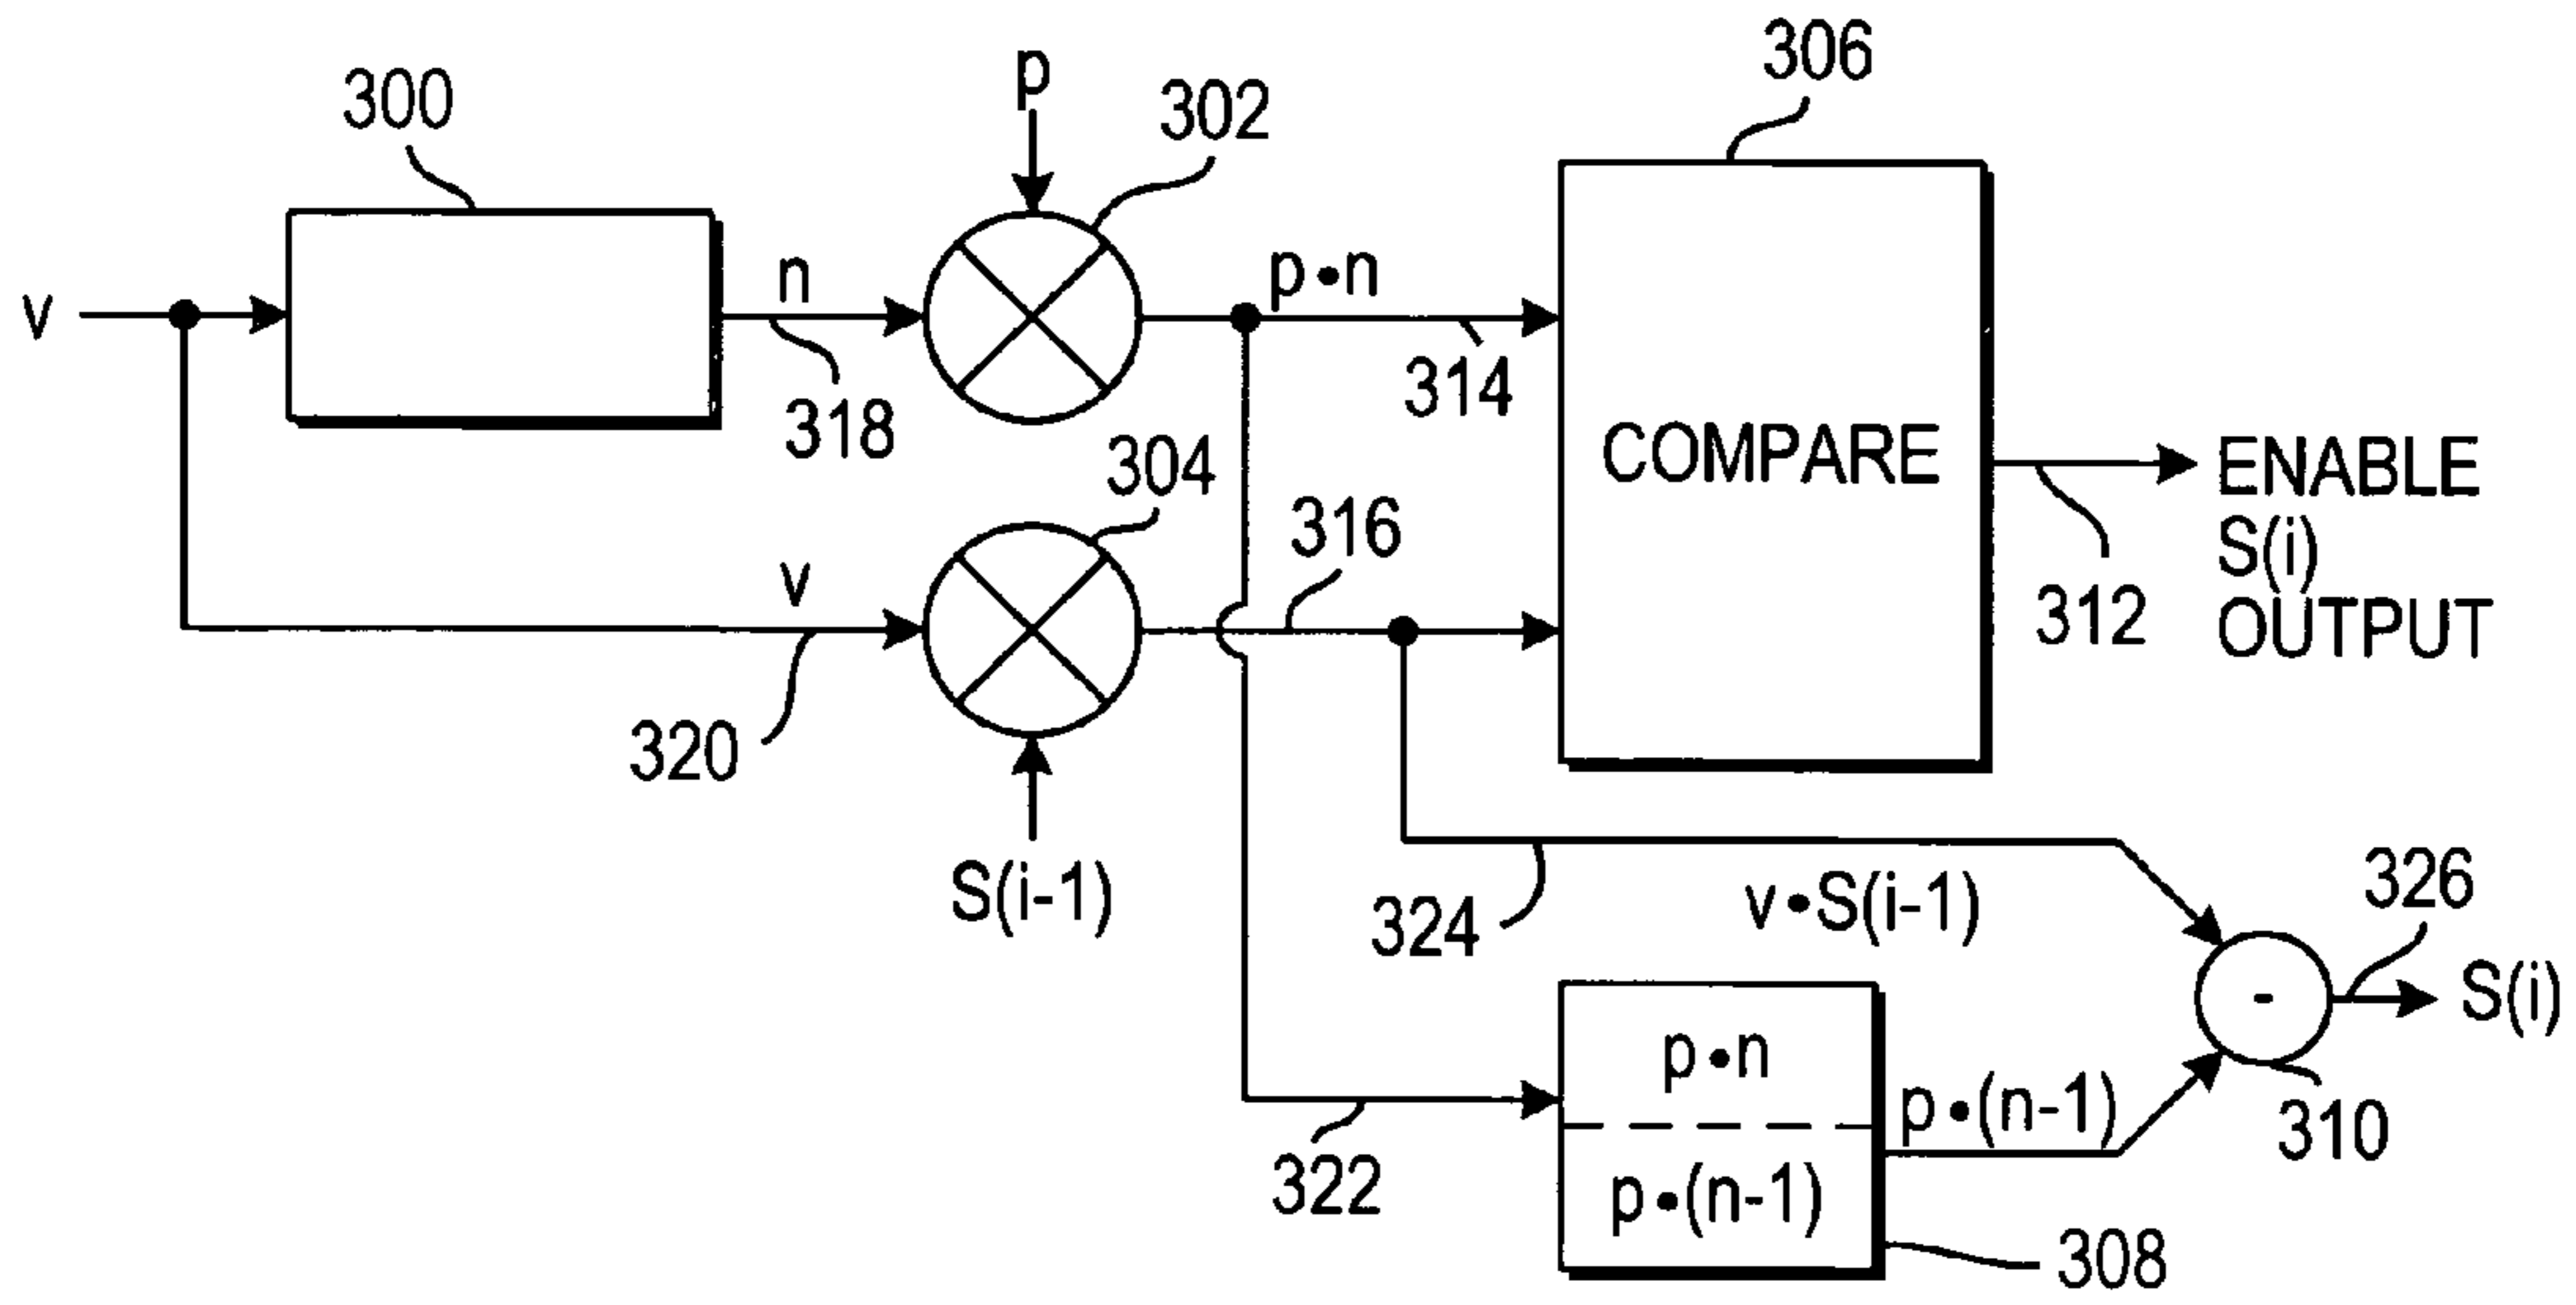 306
p
300
302
n
p•n
v
314
318
COMPARE
304
ENABLE
S(i)
OUTPUT
316
v
312
320
S(i-1)
324
v•S(i-1)
326
S(i)
-
p•n
p•(n-1)
310
322
p•(n-1)
308